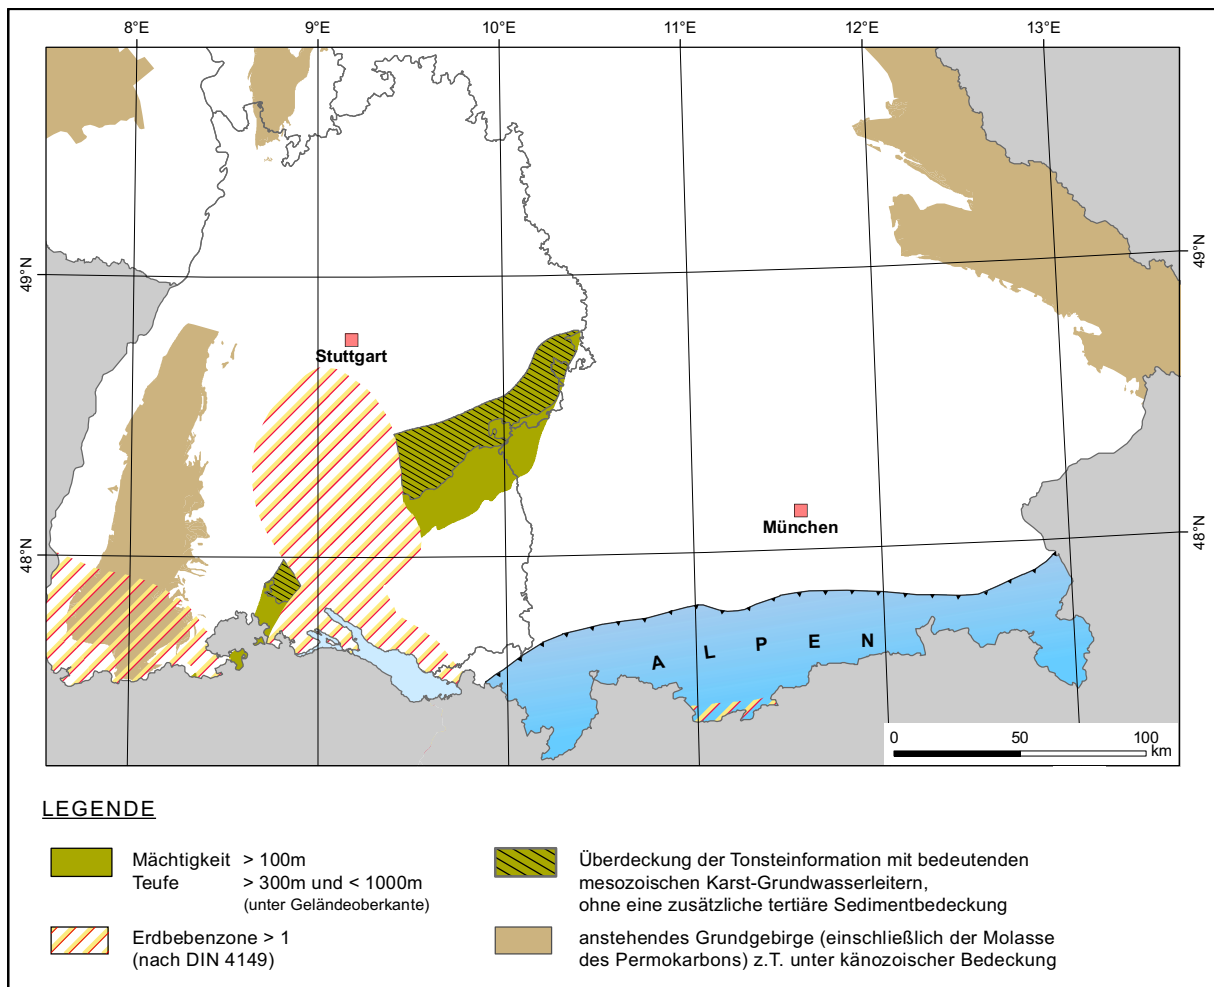 8°E 9°E 10°E 11°E 12°E 13°E
49°N 49°N
Stuttgart
München
48°N 48°N
A L P E N
0 50 100
km
LEGENDE
Mächtigkeit > 100m
Teufe > 300m und < 1000m
(unter Geländeoberkante)
Überdeckung der Tonsteinformation mit bedeutenden
mesozoischen Karst-Grundwasserleitern,
ohne eine zusätzliche tertiäre Sedimentbedeckung
Erdbebenzone > 1
(nach DIN 4149)
anstehendes Grundgebirge (einschließlich der Molasse
des Permokarbons) z.T. unter känozoischer Bedeckung